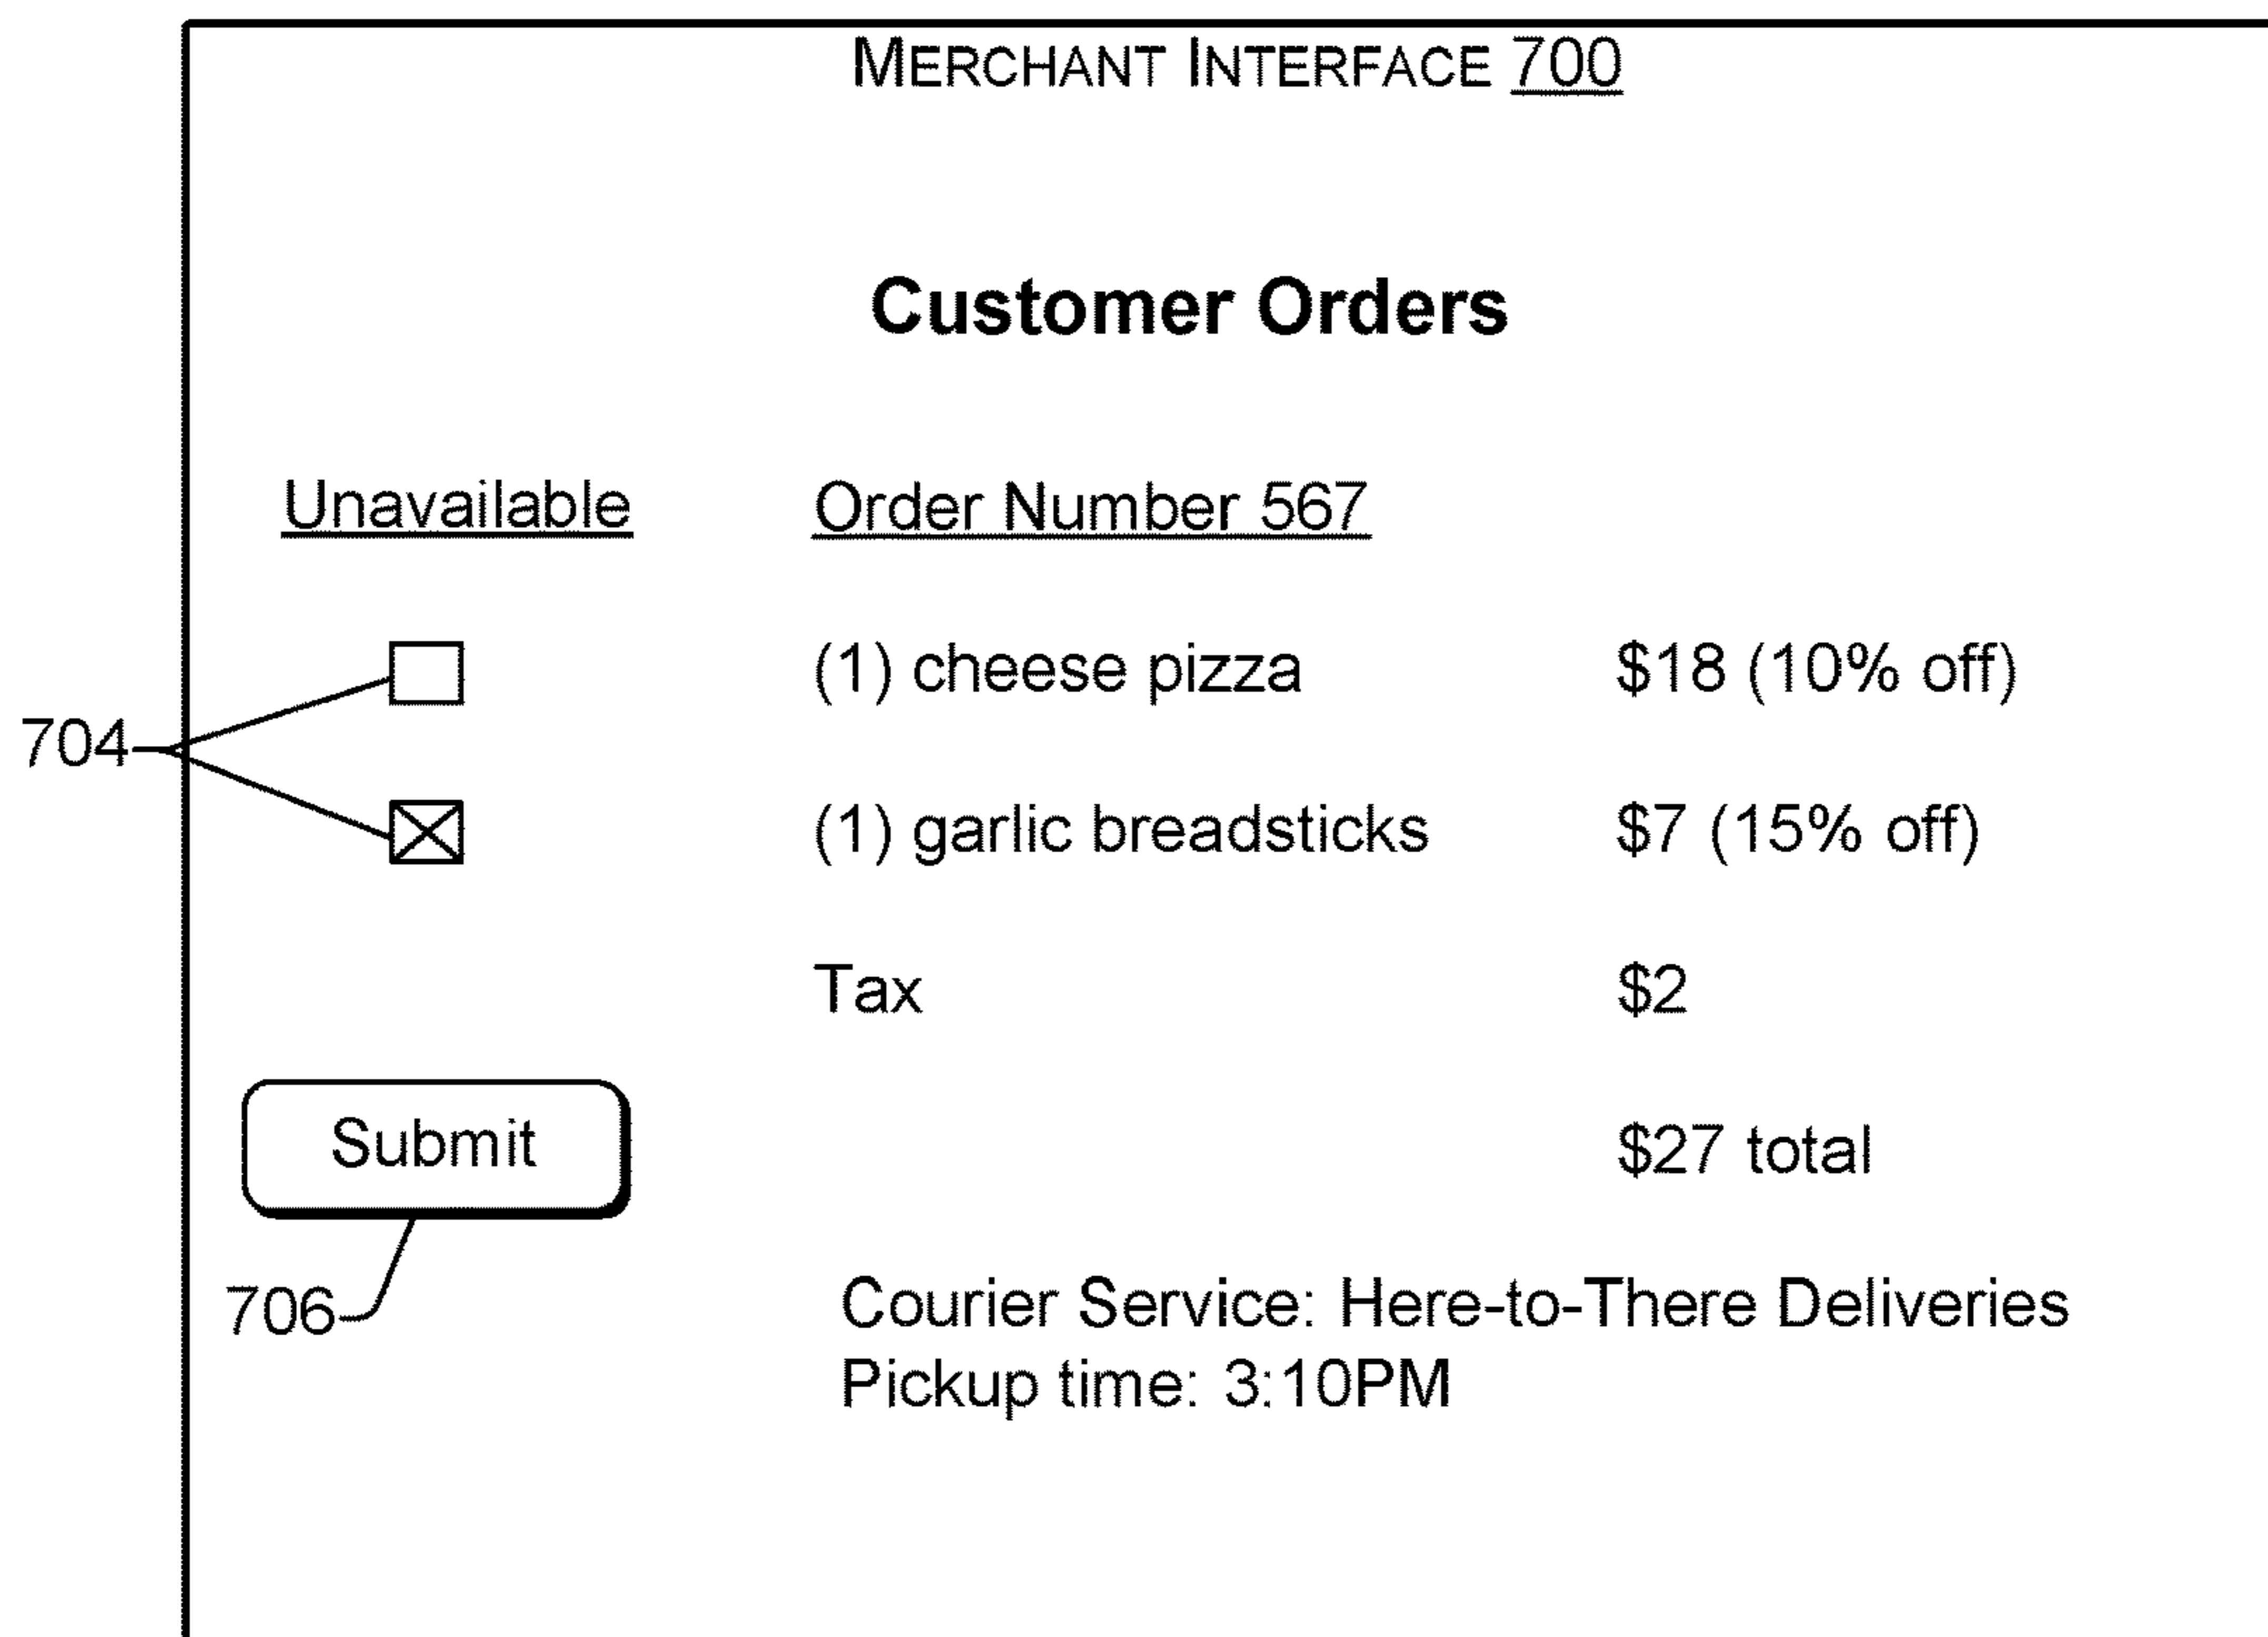 MERCHANT INTERFACE 700
Customer Orders
Unavailable Order Number 567
(1) cheese pizza $18 (10% off)
704
(1) garlic breadsticks $7 (15% off)
Tax $2
Submit $27 total
706
Courier Service: Here-to-There Deliveries
Pickup time: 3:10PM